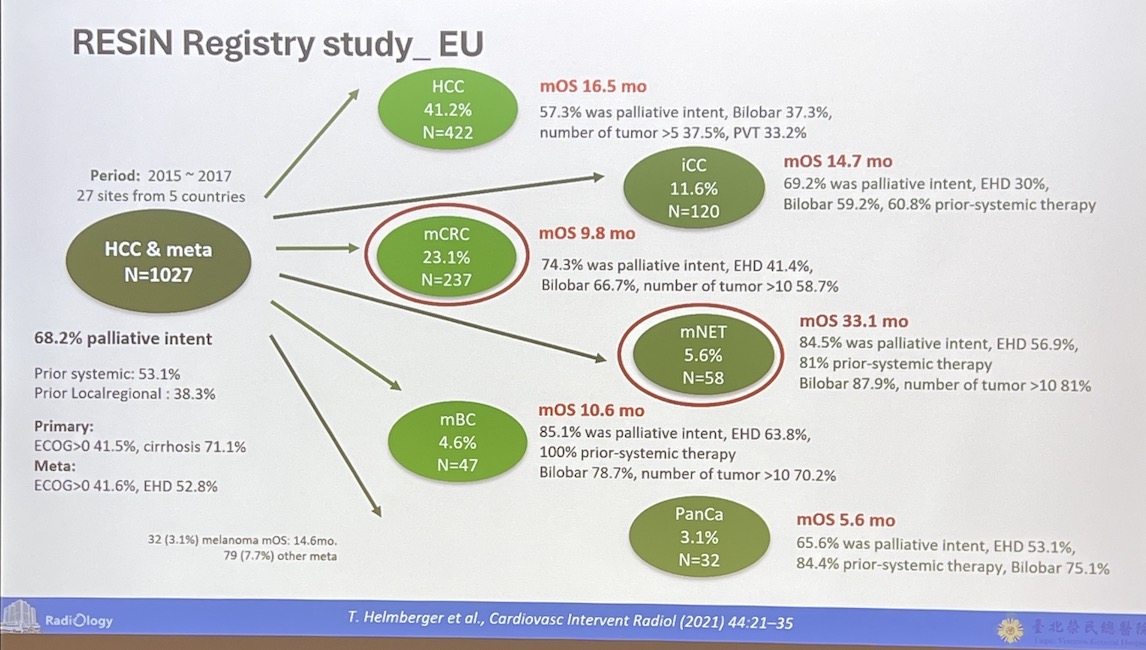 RESiN Registry study_ EU
HCC
41.2%
N=422
mOS 16.5 mo
57.3% was palliative intent, Bilobar 37.3%,
number of tumor >5 37.5%, PVT 33.2%
Period: 2015 ~ 2017
27 sites from 5 countries
iCC
11.6%
N=120
mOS 14.7 mo
69.2% was palliative intent, EHD 30%,
Bilobar 59.2%, 60.8% prior-systemic therapy
HCC & meta
N=1027
mCRC
23.1%
N=237
mOS 9.8 mo
74.3% was palliative intent, EHD 41.4%,
Bilobar 66.7%, number of tumor >10 58.7%
mNET
5.6%
N=58
mOS 33.1 mo
84.5% was palliative intent, EHD 56.9%,
81% prior-systemic therapy
Bilobar 87.9%, number of tumor >10 81%
68.2% palliative intent
Prior systemic: 53.1%
Prior Localregional : 38.3%
Primary:
ECOG>0 41.5%, cirrhosis 71.1%
Meta:
ECOG>0 41.6%, EHD 52.8%
mBC
4.6%
N=47
mOS 10.6 mo
85.1% was palliative intent, EHD 63.8%,
100% prior-systemic therapy
Bilobar 78.7%, number of tumor >10 70.2%
PanCa
3.1%
N=32
mOS 5.6 mo
65.6% was palliative intent, EHD 53.1%,
84.4% prior-systemic therapy, Bilobar 75.1%
32 (3.1%) melanoma mOS: 14.6mo.
79 (7.7%) other meta
RadiOlogy
T. Helmberger et al., Cardiovasc Intervent Radiol (2021) 44:21–35
臺北榮民總醫院